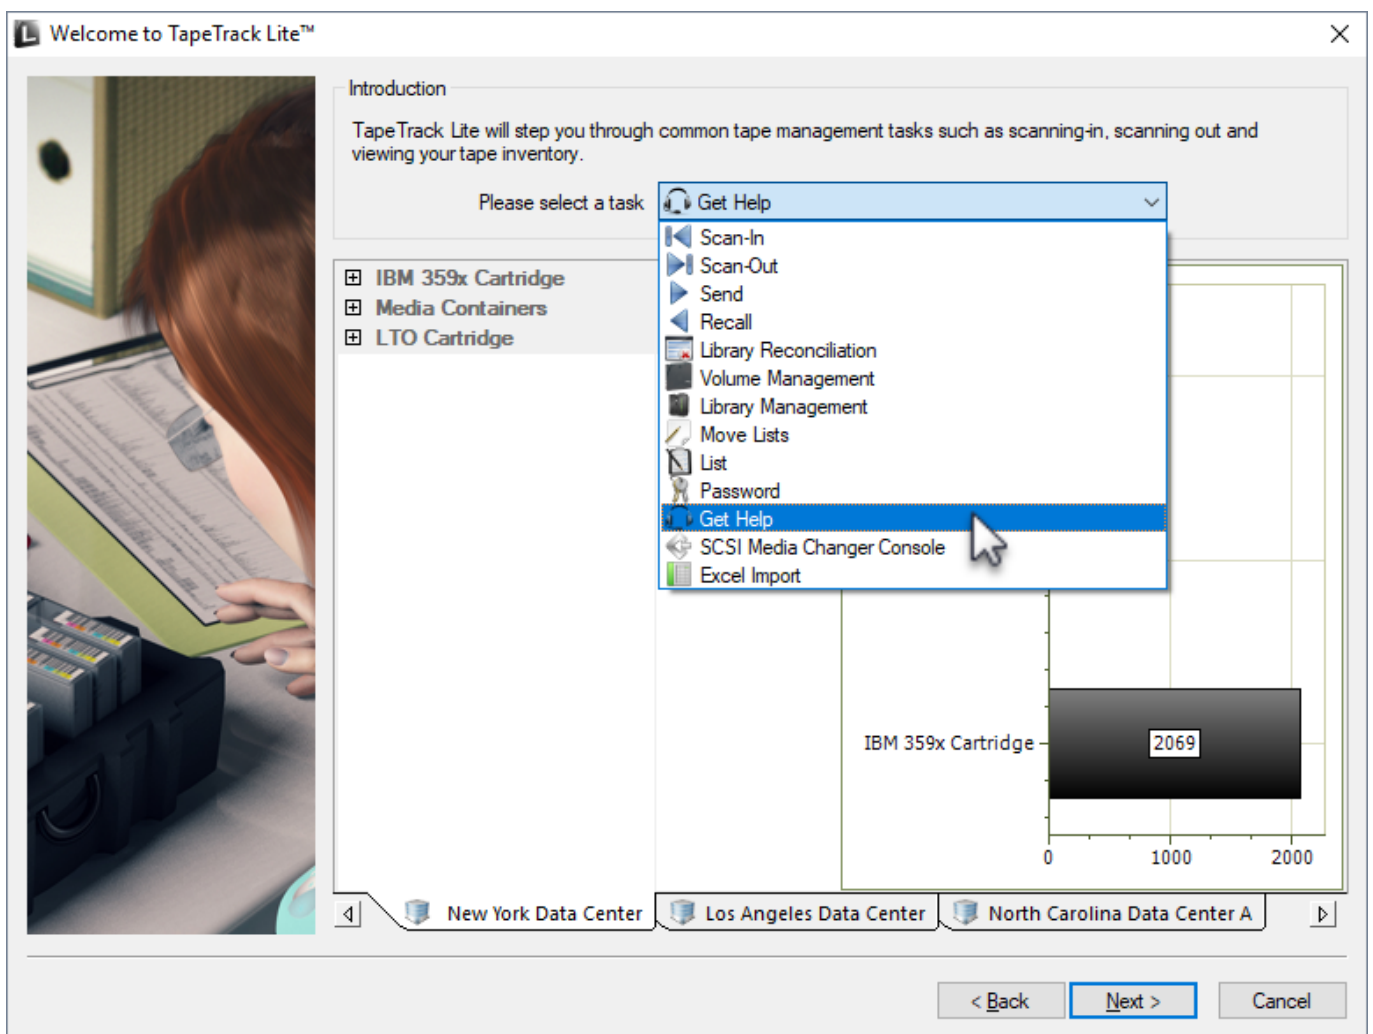 Welcome to TapeTrack Lite™
Introduction
TapeTrack Lite will step you through common tape management tasks such as scanning-in, scanning out and
viewing your tape inventory.
Please select a task
Get Help
Scan-In
Scan-Out
Send
Recall
Library Reconciliation
Volume Management
Library Management
Move Lists
List
Password
Get Help
SCSI Media Changer Console
Excel Import
IBM 359x Cartridge
Media Containers
LTO Cartridge
IBM 359x Cartridge
2069
0 1000 2000
New York Data Center
Los Angeles Data Center
North Carolina Data Center A
< Back
Next >
Cancel